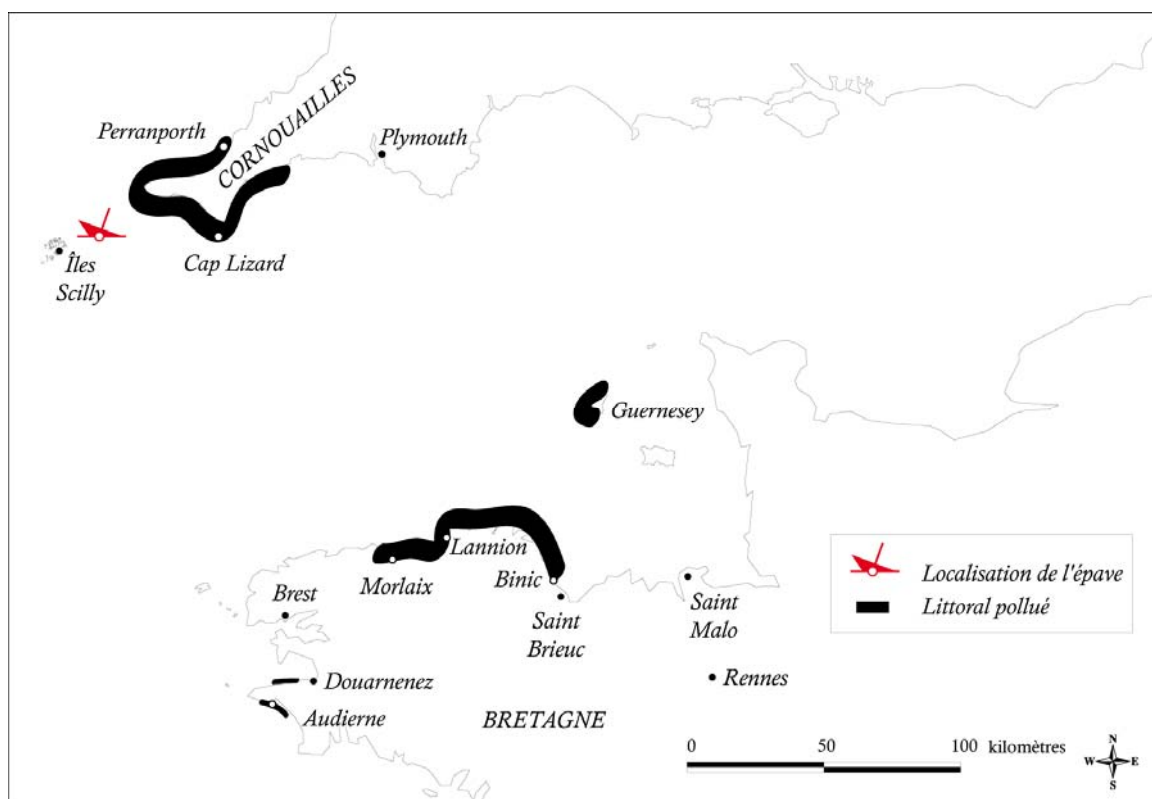 Perranporth
CORNOUAILLES
Plymouth
Îles
Scilly
Cap Lizard
Guernesey
Lannion
Morlaix
Binic
Brest
Saint
Brieuc
Saint
Malo
Localisation de l'épave
Littoral pollué
Douarnenez
Rennes
Audierne
BRETAGNE
0 50 100 kilomètres
N
W E
S